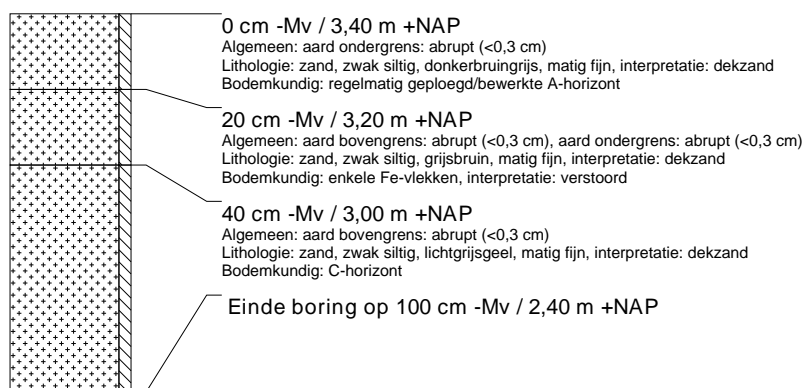 0 cm -Mv / 3,40 m +NAP
Algemeen: aard ondergrens: abrupt (<0,3 cm)
Lithologie: zand, zwak siltig, donkerbruingrijs, matig fijn, interpretatie: dekzand
Bodemkundig: regelmatig geploegd/bewerkte A-horizont
20 cm -Mv / 3,20 m +NAP
Algemeen: aard bovengrens: abrupt (<0,3 cm), aard ondergrens: abrupt (<0,3 cm)
Lithologie: zand, zwak siltig, grijsbruin, matig fijn, interpretatie: dekzand
Bodemkundig: enkele Fe-vlekken, interpretatie: verstoord
40 cm -Mv / 3,00 m +NAP
Algemeen: aard bovengrens: abrupt (<0,3 cm)
Lithologie: zand, zwak siltig, lichtgrijsgeel, matig fijn, interpretatie: dekzand
Bodemkundig: C-horizont
Einde boring op 100 cm -Mv / 2,40 m +NAP